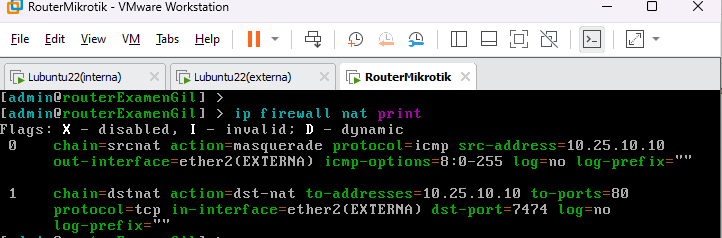 RouterMikrotik - VMware Workstation
File Edit View VM Tabs Help
Lubuntu22(interna) Lubuntu22(externa) RouterMikrotik
[admin@routerExamenGil] >
[admin@routerExamenGil] > ip firewall nat print
Flags: X - disabled, I - invalid; D - dynamic
0 chain=srcnat action=masquerade protocol=icmp src-address=10.25.10.10
out-interface=ether2(EXTERNA) icmp-options=8:0-255 log=no log-prefix=""
1 chain=dstnat action=dst-nat to-addresses=10.25.10.10 to-ports=80
protocol=tcp in-interface=ether2(EXTERNA) dst-port=7474 log=no
log-prefix=""
[admin@routerExamenGil] >